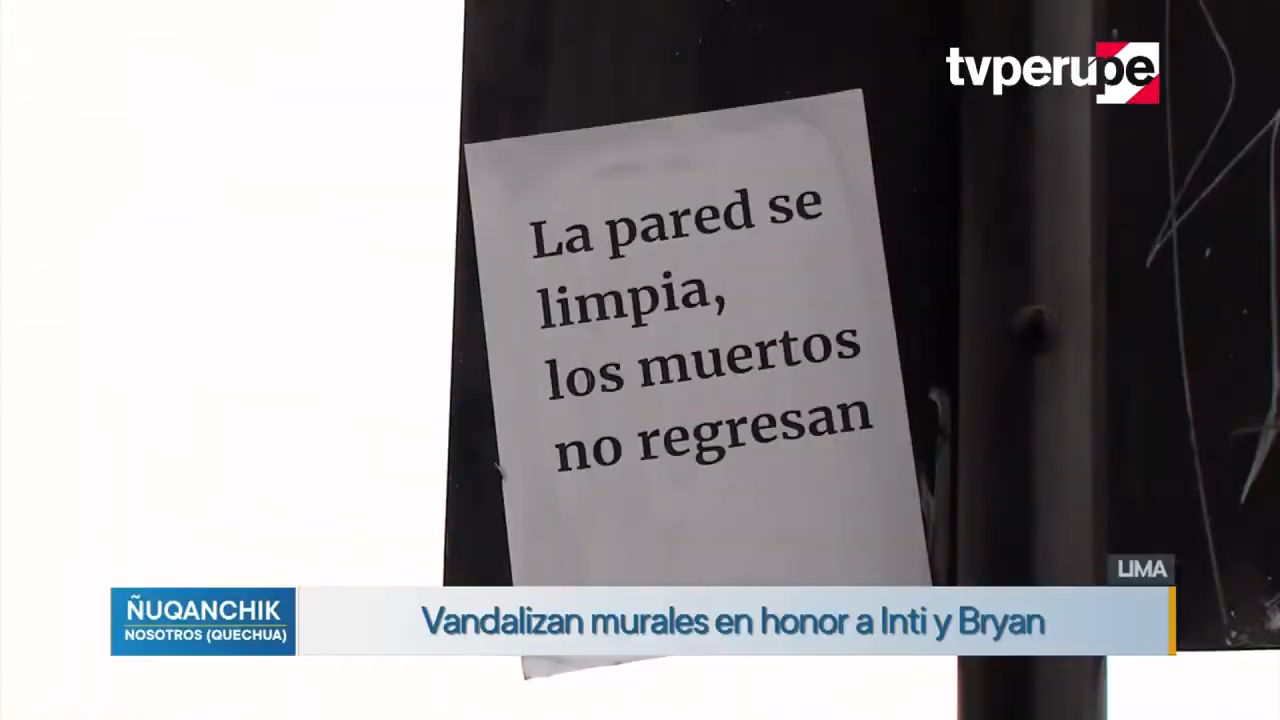 tvperupe
La pared se
limpia,
los muertos
no regresan
LIMA
ÑUQANCHIK
NOSOTROS (QUECHUA)
Vandalizan murales en honor a Inti y Bryan